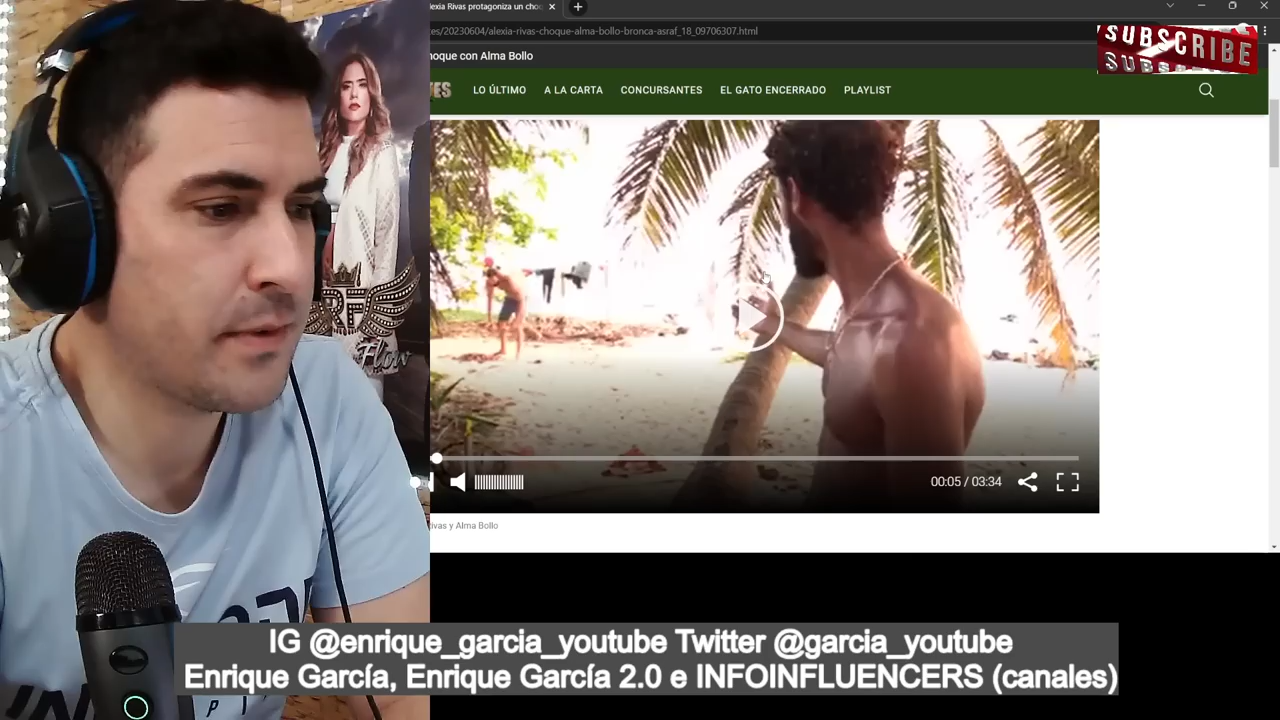 lexia Rivas protagoniza un choq
es/20230604/alexia-rivas-choque-alma-bollo-bronca-asraf_18_09706307.html
SUBSCRIBE
hoque con Alma Bollo
LO ÚLTIMO A LA CARTA CONCURSANTES EL GATO ENCERRADO PLAYLIST
RF
Flow
00:05 / 03:34
ivas y Alma Bollo
IG @enrique_garcia_youtube Twitter @garcia_youtube
Enrique García, Enrique García 2.0 e INFOINFLUENCERS (canales)